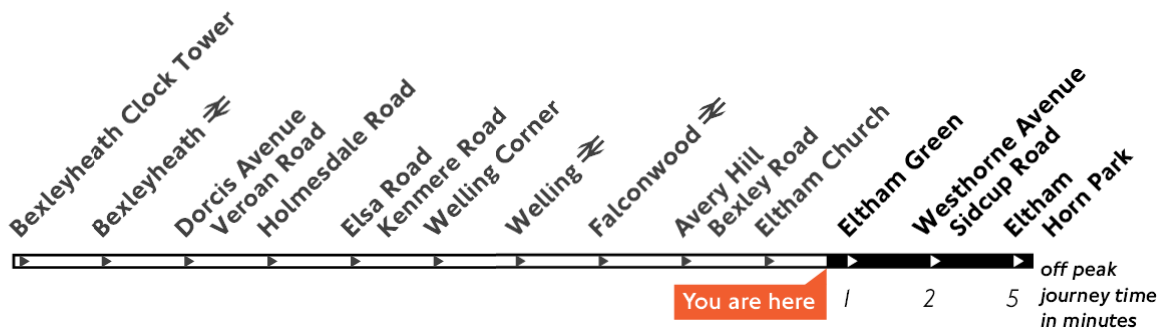 Bexleyheath Clock Tower
Bexleyheath
Dorcis Avenue
Veroan Road
Holmesdale Road
Elsa Road
Kenmere Road
Welling Corner
Welling
Falconwood
Avery Hill
Bexley Road
Eltham Church
Eltham Green
Westhorne Avenue
Sidcup Road
Eltham
Horn Park
You are here
1
2
5
off peak
journey time
in minutes